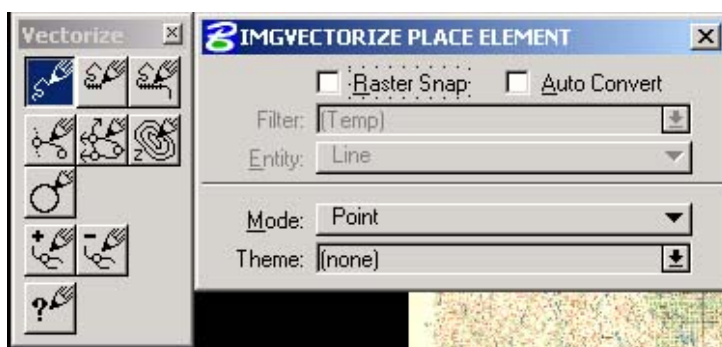 Vectorize
IMGVECTORIZE PLACE ELEMENT
Raster Snap
Auto Convert
Filter: (Temp)
Entity: Line
Mode: Point
Theme: (none)
+
-
z
?